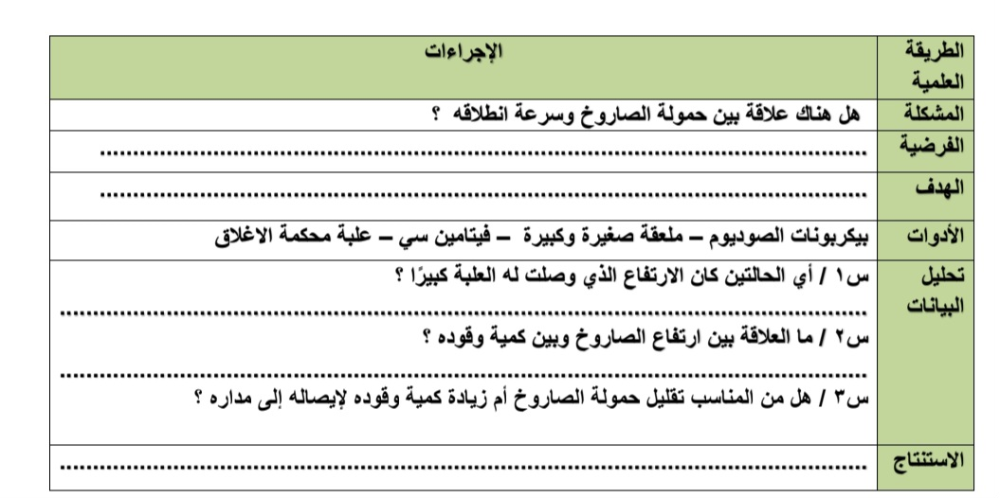 الطريقة العلمية
الإجراءات
المشكلة
هل هناك علاقة بين حمولة الصاروخ وسرعة انطلاقه ؟
الفرضية
................................................................................
الهدف
................................................................................
الأدوات
بيكربونات الصوديوم – ملعقة صغيرة وكبيرة – فيتامين سي – علبة محكمة الاغلاق
تحليل البيانات
س١ / أي الحالتين كان الارتفاع الذي وصلت له العلبة كبيرًا ؟
................................................................................
س٢ / ما العلاقة بين ارتفاع الصاروخ وبين كمية وقوده ؟
................................................................................
س٣ / هل من المناسب تقليل حمولة الصاروخ أم زيادة كمية وقوده لإيصاله إلى مداره ؟
الاستنتاج
................................................................................